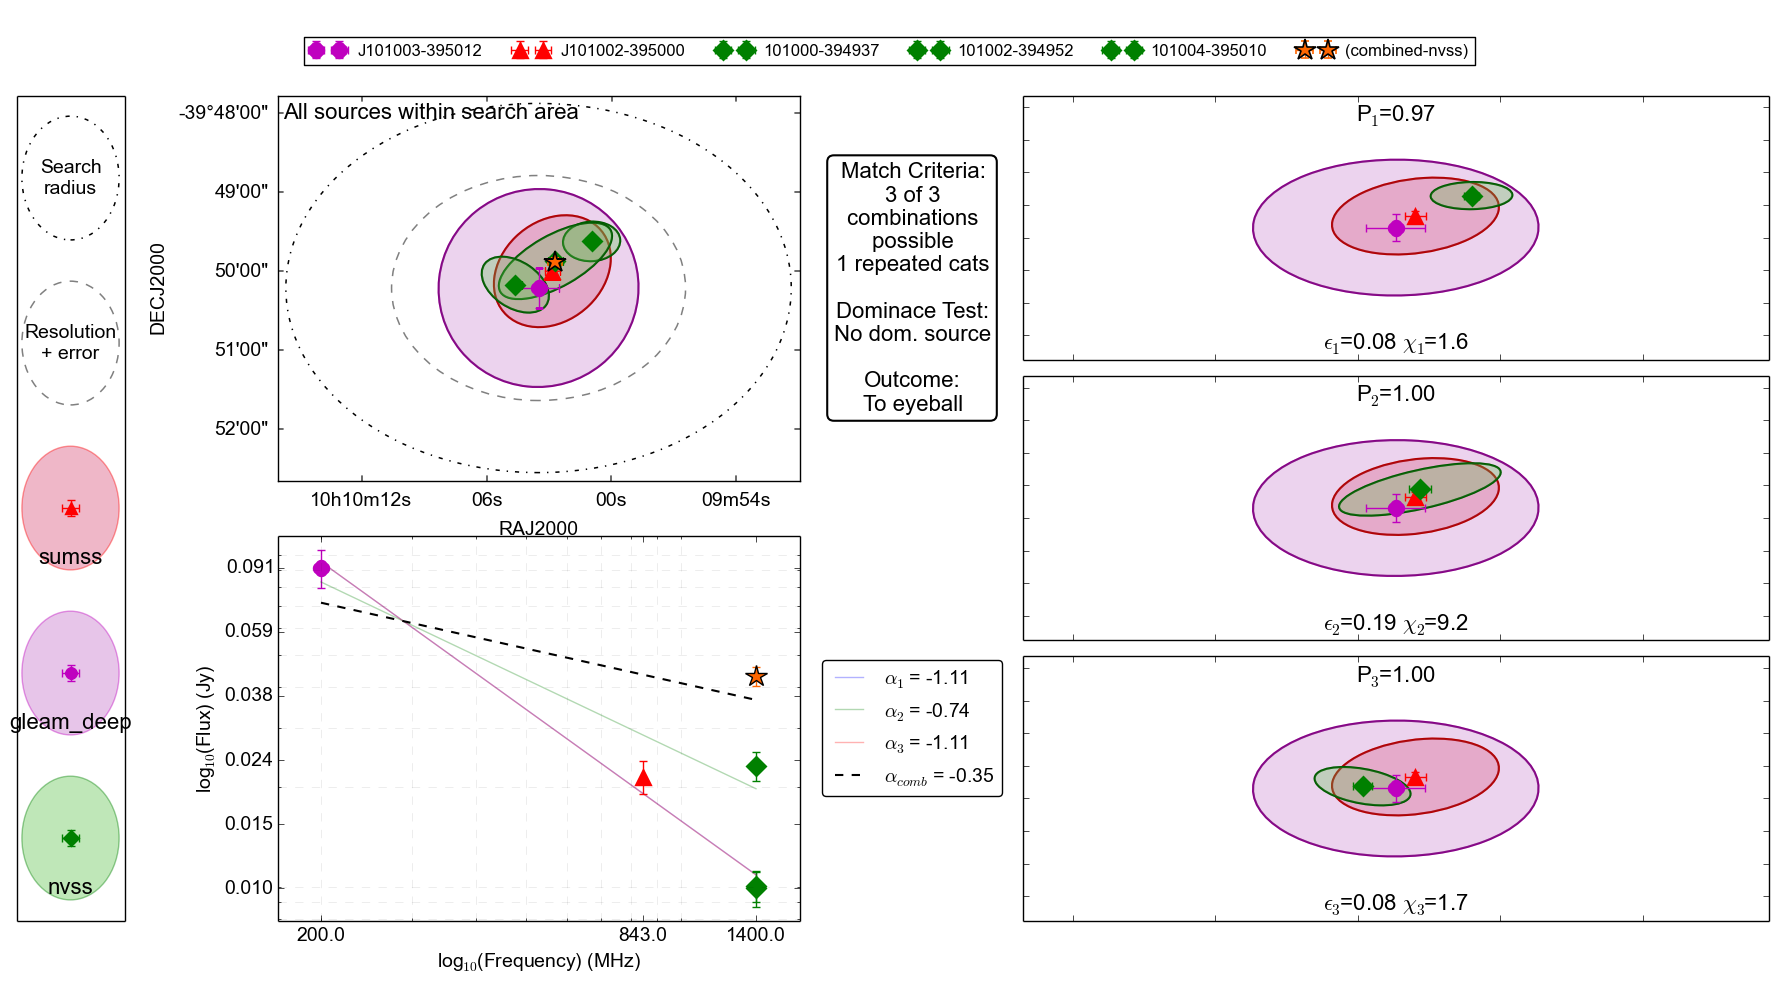 J101003-395012 J101002-395000 101000-394937 101002-394952 101004-395010 (combined-nvss)
Search
radius
Resolution
+ error
sumss
gleam_deep
nvss
All sources within search area
-39°48'00"
49'00"
50'00"
51'00"
52'00"
DECJ2000
10h10m12s 06s 00s 09m54s
RAJ2000
Match Criteria:
3 of 3
combinations
possible
1 repeated cats
Dominace Test:
No dom. source
Outcome:
To eyeball
P1=0.97
ϵ1=0.08 χ1=1.6
P2=1.00
ϵ2=0.19 χ2=9.2
P3=1.00
ϵ3=0.08 χ3=1.7
0.091
0.059
0.038
0.024
0.015
0.010
log10(Flux) (Jy)
200.0 843.0 1400.0
log10(Frequency) (MHz)
α1 = -1.11
α2 = -0.74
α3 = -1.11
αcomb = -0.35